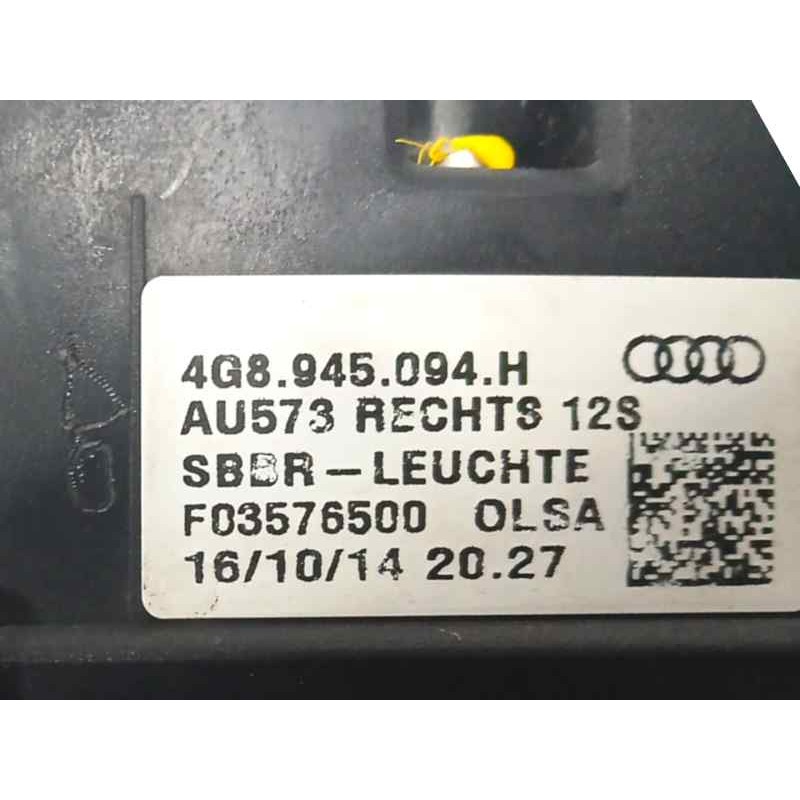 4G8.945.094.H
AU573 RECHTS 12S
SBBR-LEUCHTE
F03576500 OLSA
16/10/14 20.27